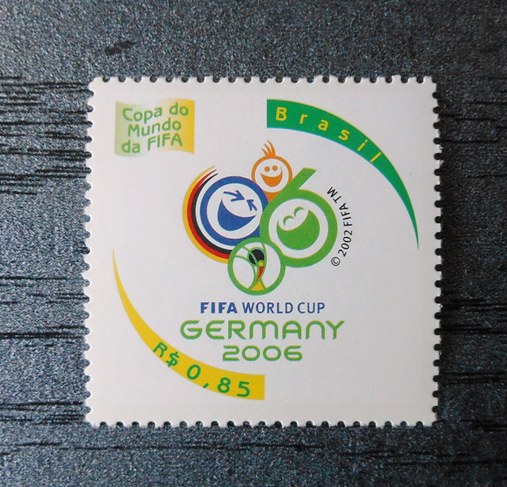 Copa do
Mundo
da FIFA
Brasil
© 2002 FIFA TM
FIFA WORLD CUP
GERMANY
2006
R$ 0,85